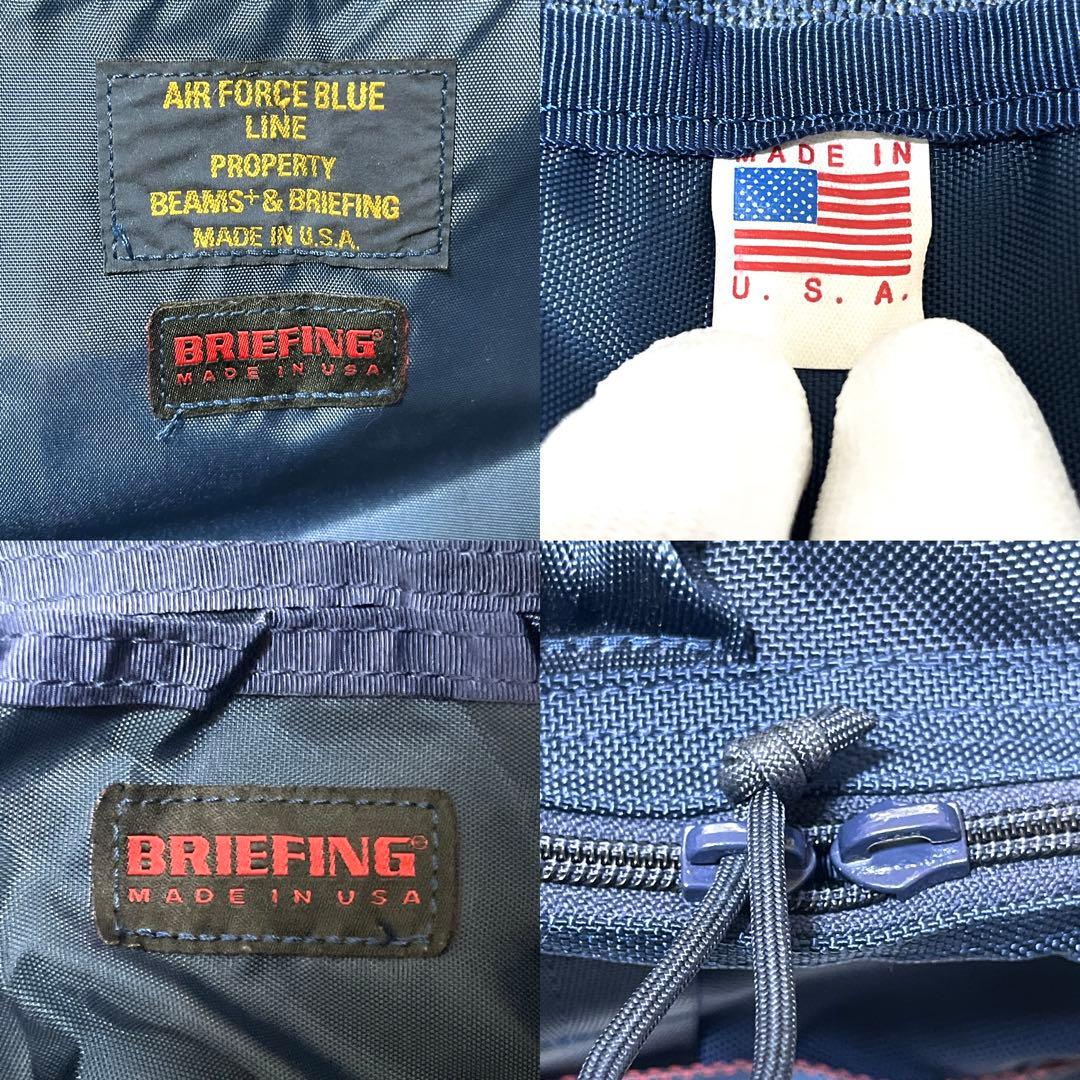 AIR FORCE BLUE
LINE
PROPERTY
BEAMS+ & BRIEFING
MADE IN U.S.A.
BRIEFING®
MADE IN USA
MADE IN
U. S. A.
BRIEFING®
MADE IN USA